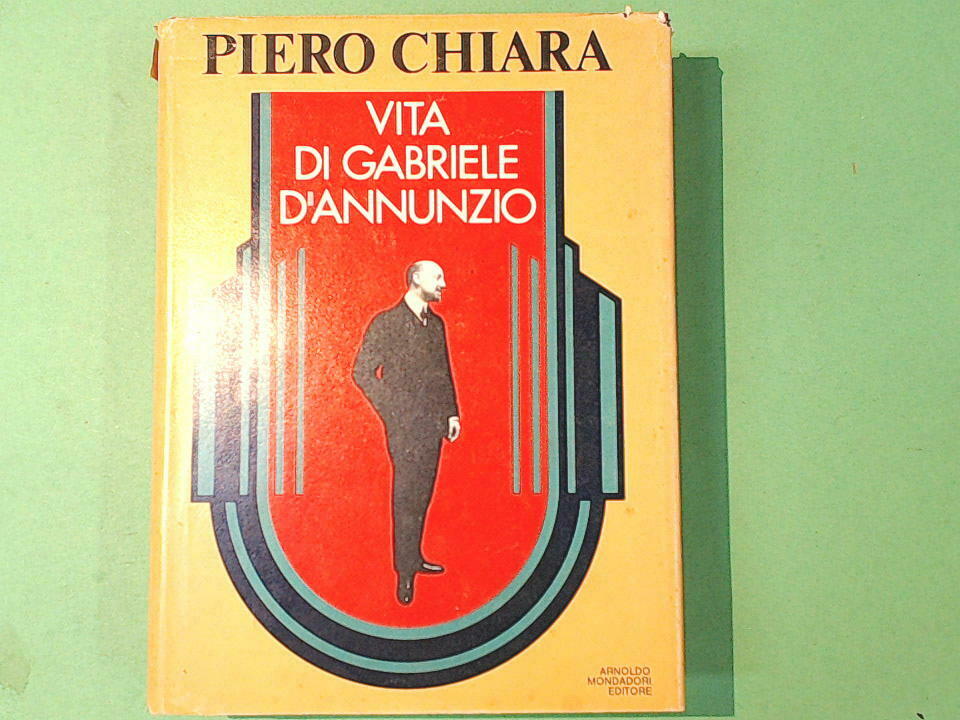 PIERO CHIARA
VITA
DI GABRIELE
D'ANNUNZIO
ARNOLDO
MONDADORI
EDITORE